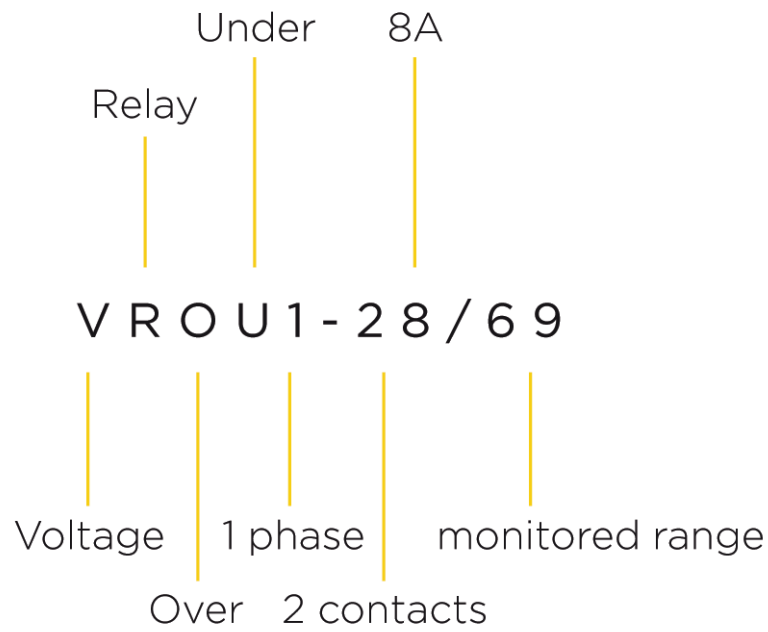 Under 8A
Relay
VROU1-28/69
Voltage 1 phase monitored range
Over 2 contacts